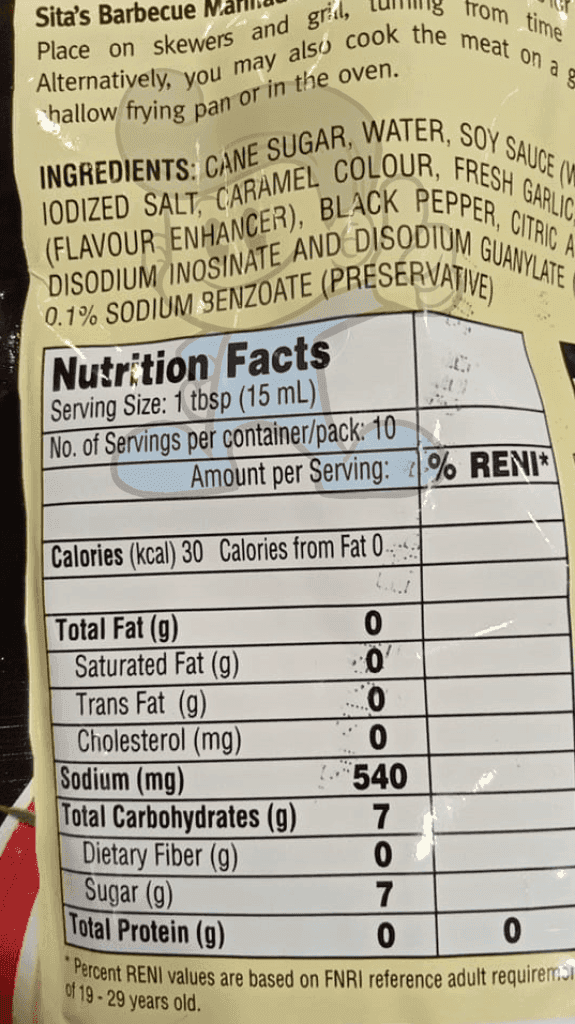 Sita's Barbecue
Place on skewers and grill, turning from time
Alternatively, you may also cook the meat on a
shallow frying pan or in the oven.
INGREDIENTS: CANE SUGAR, WATER, SOY SAUCE
IODIZED SALT, CARAMEL COLOUR, FRESH GARLIC,
(FLAVOUR ENHANCER), BLACK PEPPER, CITRIC
DISODIUM INOSINATE AND DISODIUM GUANYLATE
0.1% SODIUM BENZOATE (PRESERVATIVE)
Nutrition Facts
Serving Size: 1 tbsp (15 mL)
No. of Servings per container/pack: 10
Amount per Serving: % RENI*
Calories (kcal) 30 Calories from Fat 0
Total Fat (g) 0
Saturated Fat (g) 0
Trans Fat (g) 0
Cholesterol (mg) 0
Sodium (mg) 540
Total Carbohydrates (g) 7
Dietary Fiber (g) 0
Sugar (g) 7
Total Protein (g) 0 0
* Percent RENI values are based on FNRI reference adult
of 19 - 29 years old.